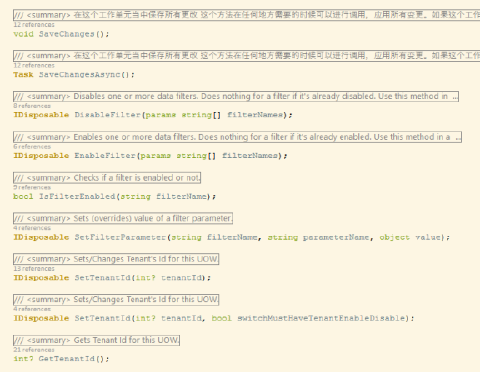 /// <summary> 在这个工作单元当中保存所有更改 这个方法在任何地方需要的时候可以进行调用, 应用所有变更。如果这个工作
12 references
void SaveChanges();
/// <summary> 在这个工作单元当中保存所有更改 这个方法在任何地方需要的时候可以进行调用, 应用所有变更。如果这个工作
12 references
Task SaveChangesAsync();
/// <summary> Disables one or more data filters. Does nothing for a filter if it's already disabled. Use this method in ...
references
IDisposable DisableFilter(params string[] filterNames);
/// <summary> Enables one or more data filters. Does nothing for a filter if it's already enabled. Use this method in a ...
6 references
IDisposable EnableFilter(params string[] filterNames);
/// <summary> Checks if a filter is enabled or not.
references
bool IsFilterEnabled(string filterName);
/// <summary> Sets (overrides) value of a filter parameter.
4 references
IDisposable SetFilterParameter(string filterName, string parameterName, object value);
/// <summary> Sets/Changes Tenant's Id for this UOW.
13 references
IDisposable SetTenantId(int? tenantId);
/// <summary> Sets/Changes Tenant's Id for this UOW.
4 references
IDisposable SetTenantId(int? tenantId, bool switchMustHaveTenantEnableDisable);
/// <summary> Gets Tenant Id for this UOW.
21 references
int? GetTenantId();